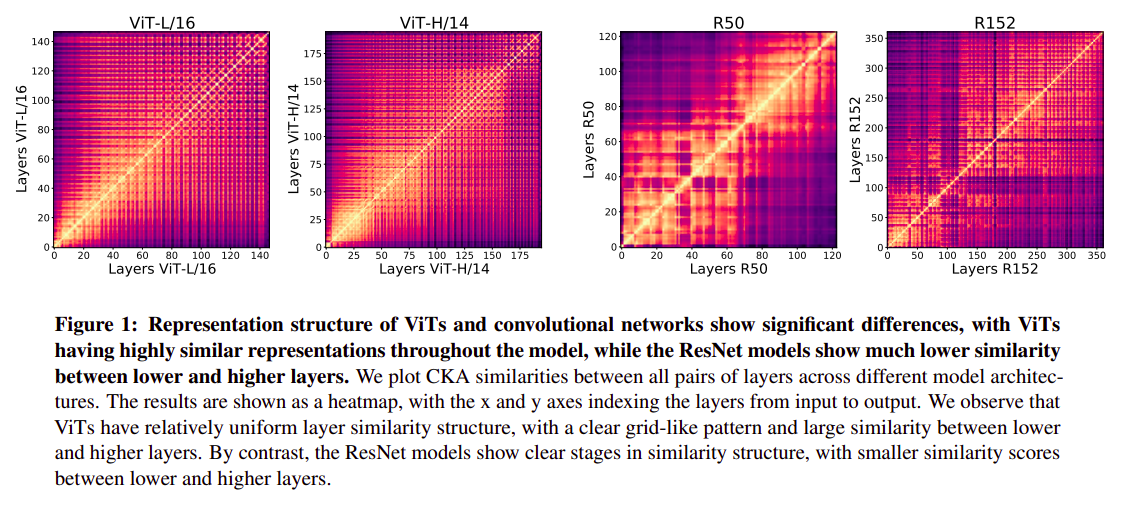 ViT-L/16
ViT-H/14
R50
R152
Layers ViT-L/16
140
120
100
80
60
40
20
0
0 20 40 60 80 100 120 140
Layers ViT-L/16
Layers ViT-H/14
175
150
125
100
75
50
25
0
0 25 50 75 100 125 150 175
Layers ViT-H/14
Layers R50
120
100
80
60
40
20
0
0 20 40 60 80 100 120
Layers R50
Layers R152
350
300
250
200
150
100
50
0
0 50 100 150 200 250 300 350
Layers R152
Figure 1: Representation structure of ViTs and convolutional networks show significant differences, with ViTs
having highly similar representations throughout the model, while the ResNet models show much lower similarity
between lower and higher layers. We plot CKA similarities between all pairs of layers across different model architec-
tures. The results are shown as a heatmap, with the x and y axes indexing the layers from input to output. We observe that
ViTs have relatively uniform layer similarity structure, with a clear grid-like pattern and large similarity between lower
and higher layers. By contrast, the ResNet models show clear stages in similarity structure, with smaller similarity scores
between lower and higher layers.